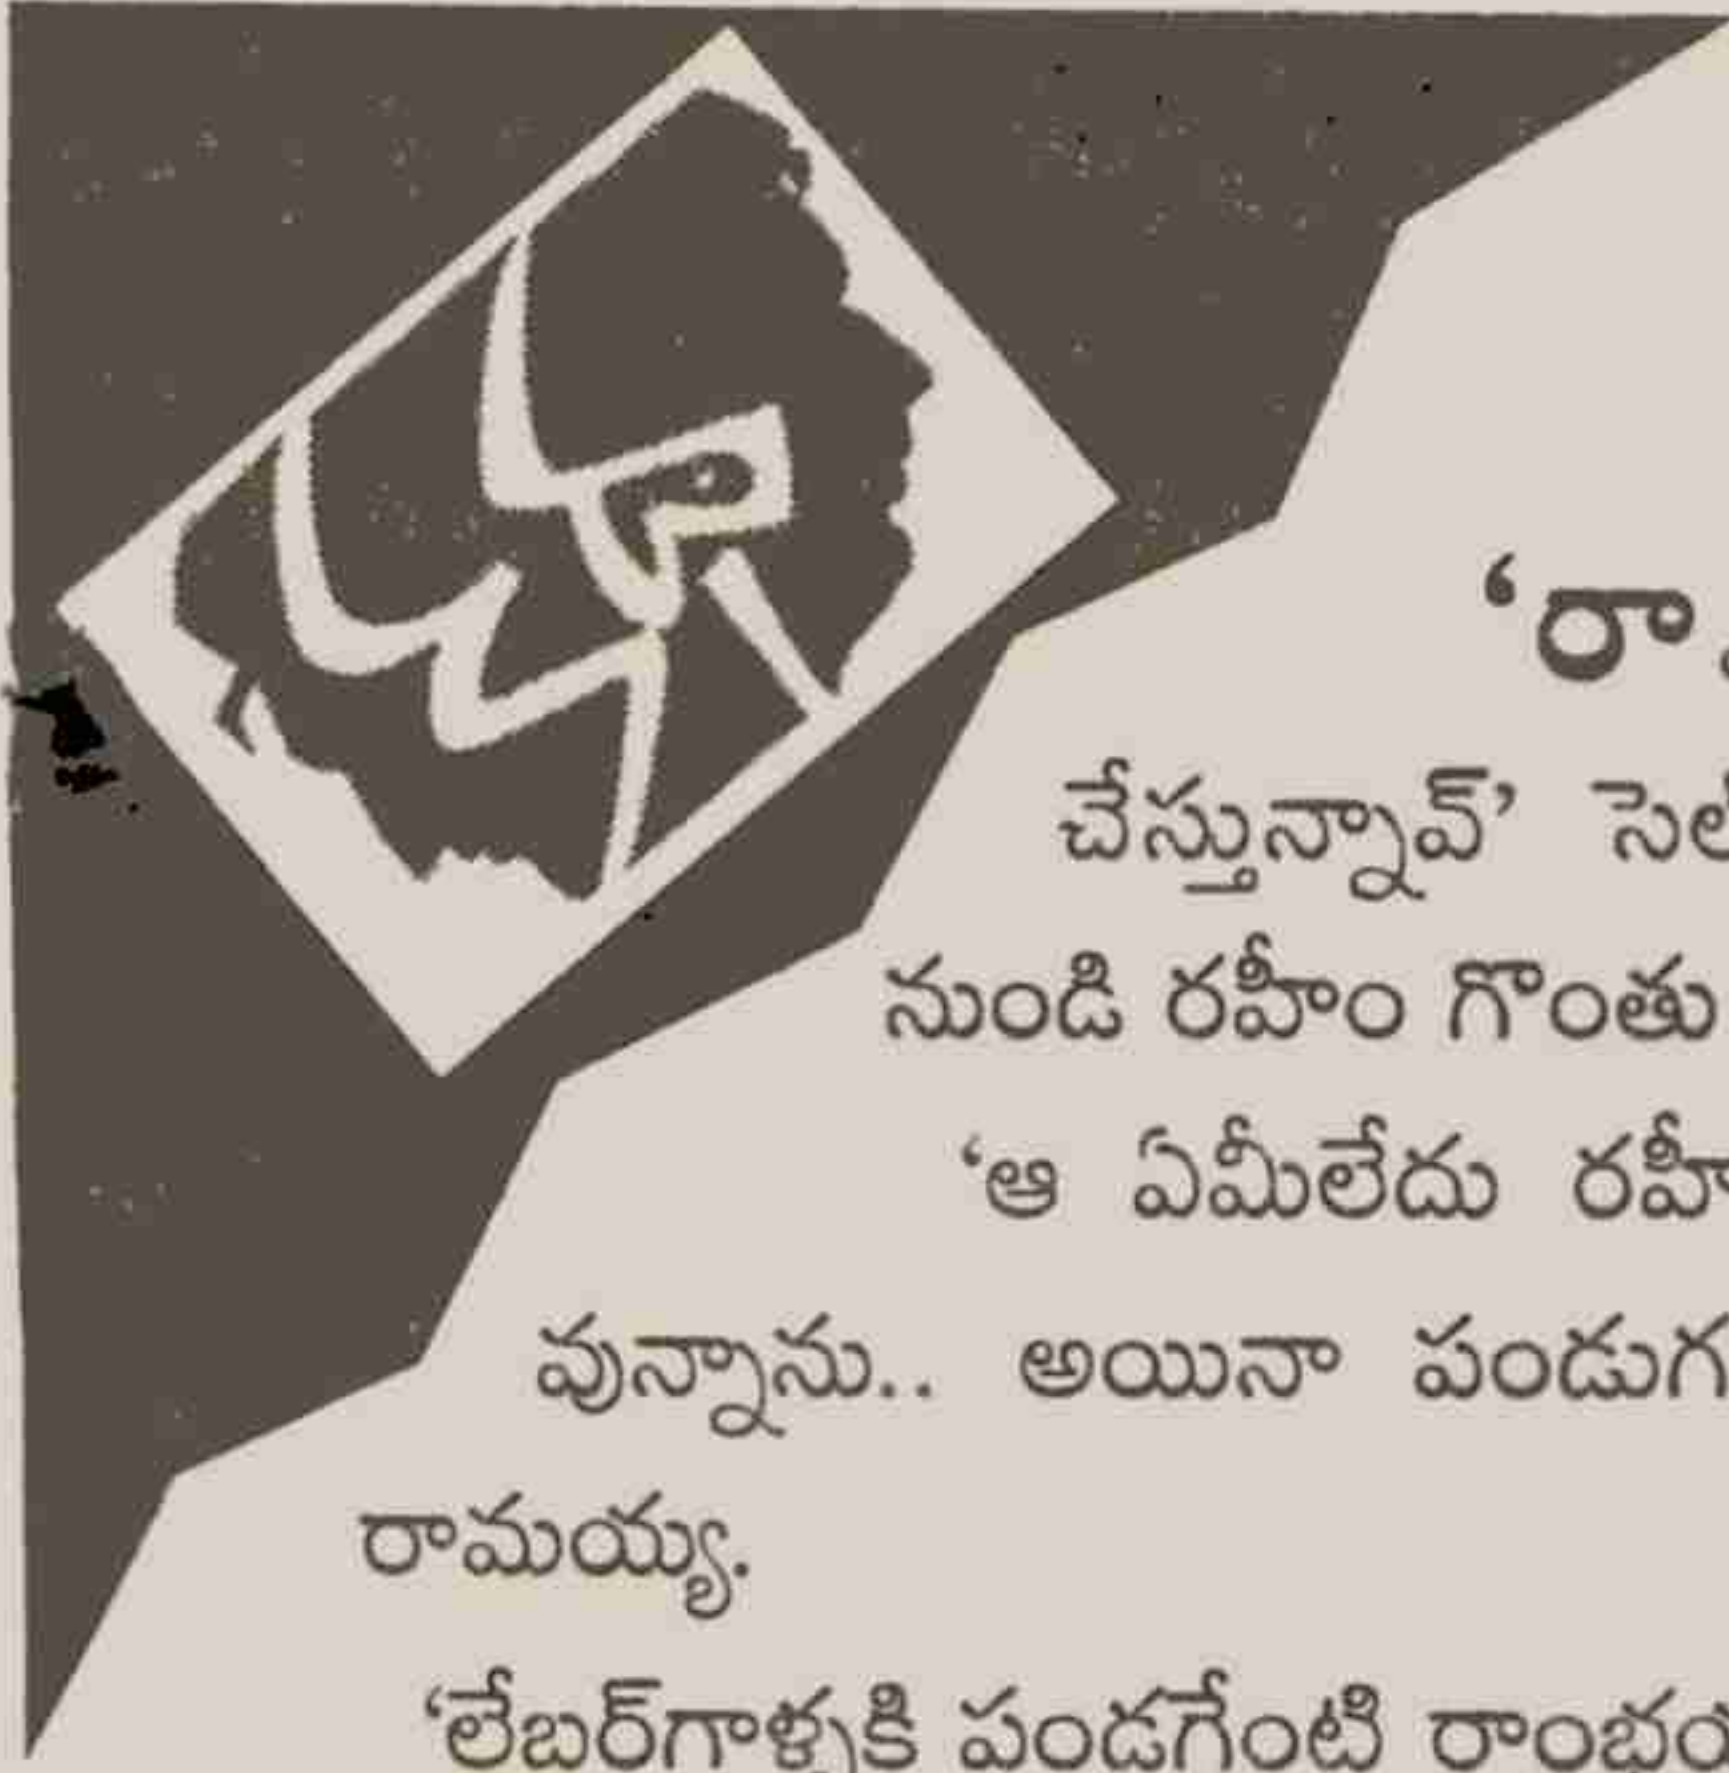 ‘రా
చేస్తున్నావ్’ సెల్
నుండి రహీం గొంతు
‘ఆ ఏమీలేదు రహీ
వున్నాను.. అయినా పండుగ
రామయ్య.
‘లేబర్‌గాళ్ళకి పండగేంటి రాంభ